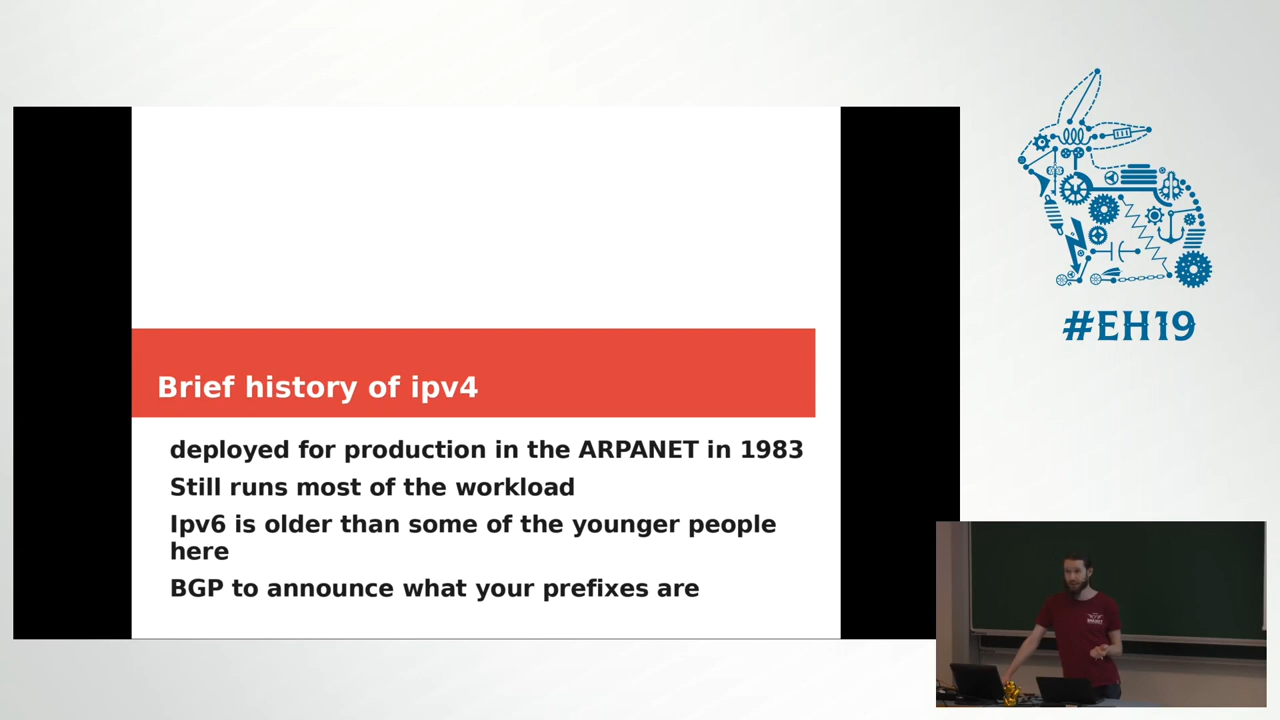 Brief history of ipv4
deployed for production in the ARPANET in 1983
Still runs most of the workload
Ipv6 is older than some of the younger people
here
BGP to announce what your prefixes are
#EH19